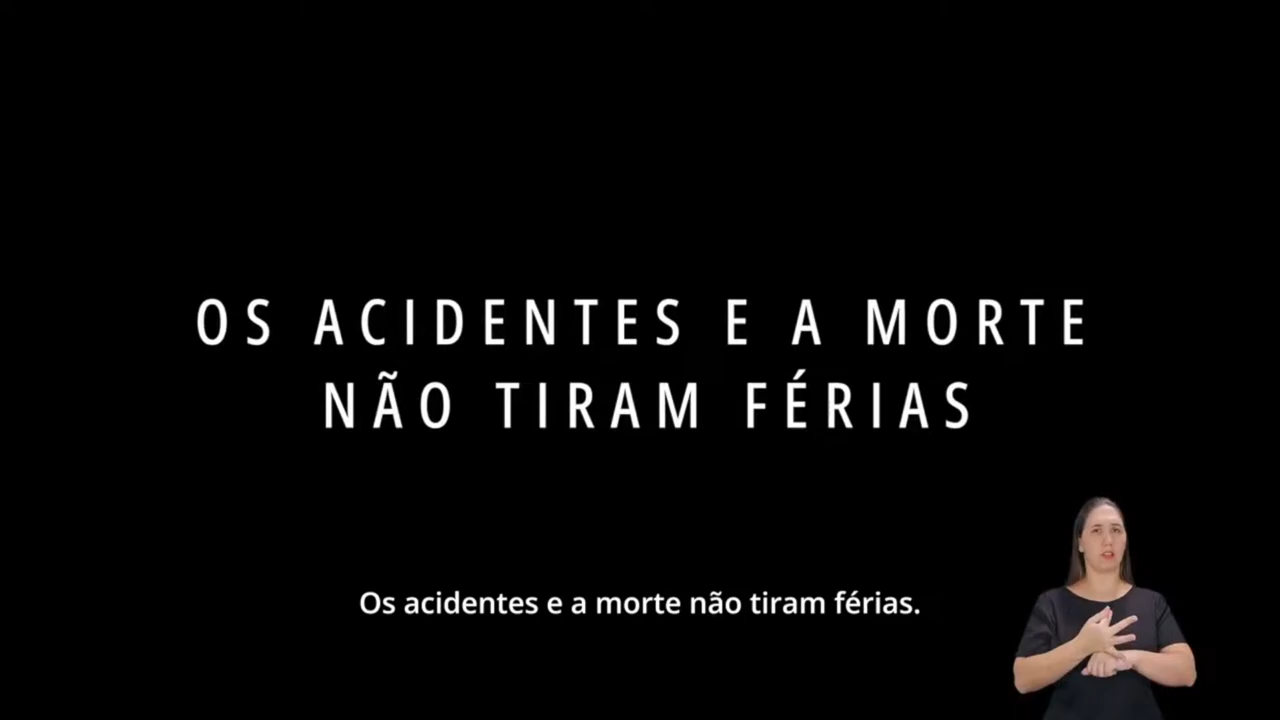 OS ACIDENTES E A MORTE
NÃO TIRAM FÉRIAS
Os acidentes e a morte não tiram férias.